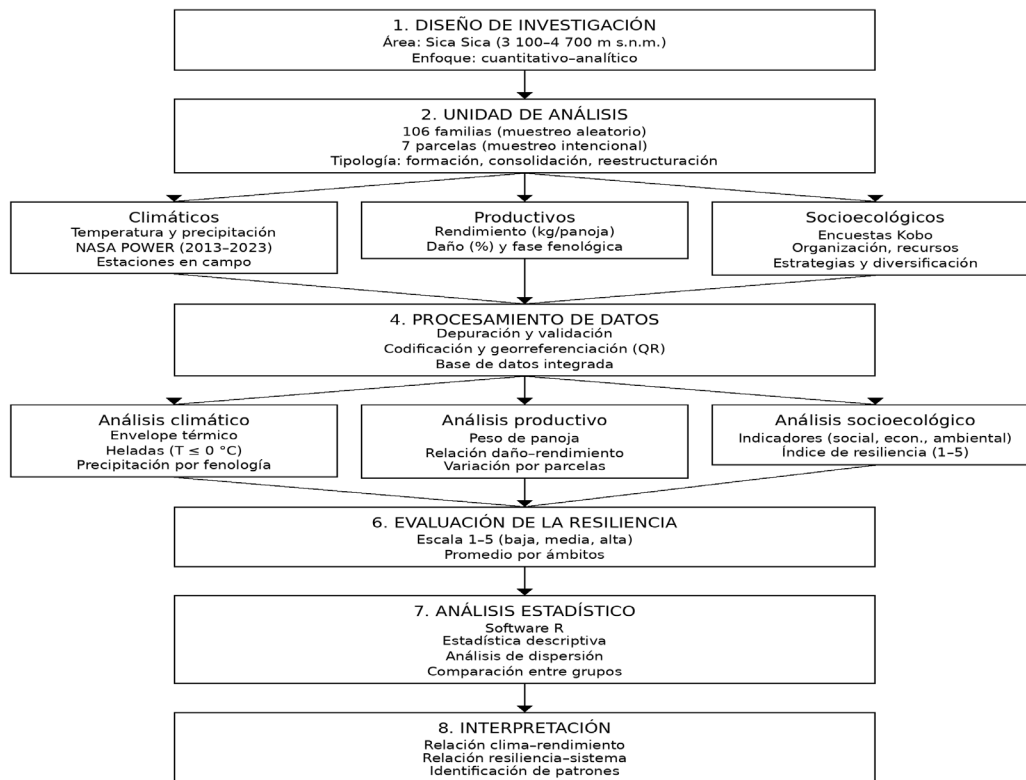 1. DISEÑO DE INVESTIGACIÓN
Área: Sica Sica (3 100–4 700 m s.n.m.)
Enfoque: cuantitativo–analítico
2. UNIDAD DE ANÁLISIS
106 familias (muestreo aleatorio)
7 parcelas (muestreo intencional)
Tipología: formación, consolidación, reestructuración
Climáticos
Temperatura y precipitación
NASA POWER (2013–2023)
Estaciones en campo
Productivos
Rendimiento (kg/panoja)
Daño (%) y fase fenológica
Socioecológicos
Encuestas Kobo
Organización, recursos
Estrategias y diversificación
4. PROCESAMIENTO DE DATOS
Depuración y validación
Codificación y georreferenciación (QR)
Base de datos integrada
Análisis climático
Envelope térmico
Heladas (T ≤ 0 °C)
Precipitación por fenología
Análisis productivo
Peso de panoja
Relación daño–rendimiento
Variación por parcelas
Análisis socioecológico
Indicadores (social, econ., ambiental)
Índice de resiliencia (1–5)
6. EVALUACIÓN DE LA RESILIENCIA
Escala 1–5 (baja, media, alta)
Promedio por ámbitos
7. ANÁLISIS ESTADÍSTICO
Software R
Estadística descriptiva
Análisis de dispersión
Comparación entre grupos
8. INTERPRETACIÓN
Relación clima–rendimiento
Relación resiliencia–sistema
Identificación de patrones